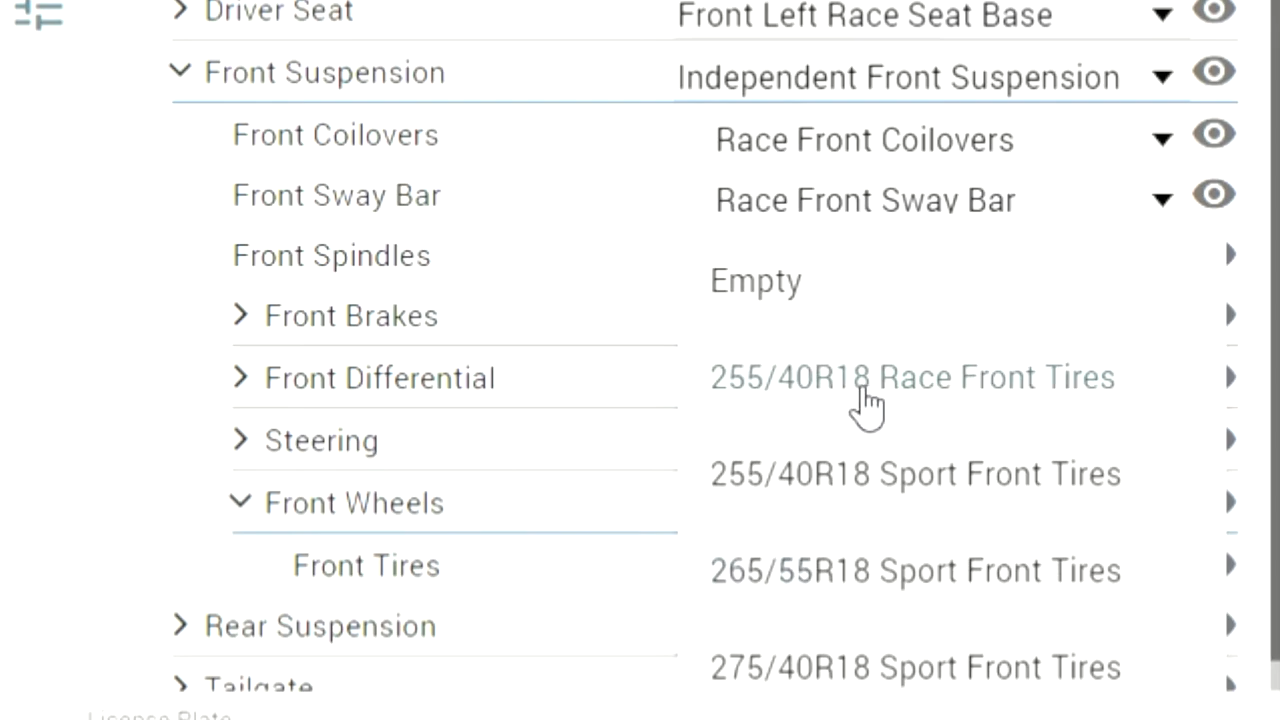 Driver Seat Front Left Race Seat Base
Front Suspension Independent Front Suspension
Front Coilovers Race Front Coilovers
Front Sway Bar Race Front Sway Bar
Front Spindles
Empty
Front Brakes
Front Differential 255/40R18 Race Front Tires
Steering
255/40R18 Sport Front Tires
Front Wheels
Front Tires 265/55R18 Sport Front Tires
Rear Suspension
275/40R18 Sport Front Tires
Tailgate
License Plate